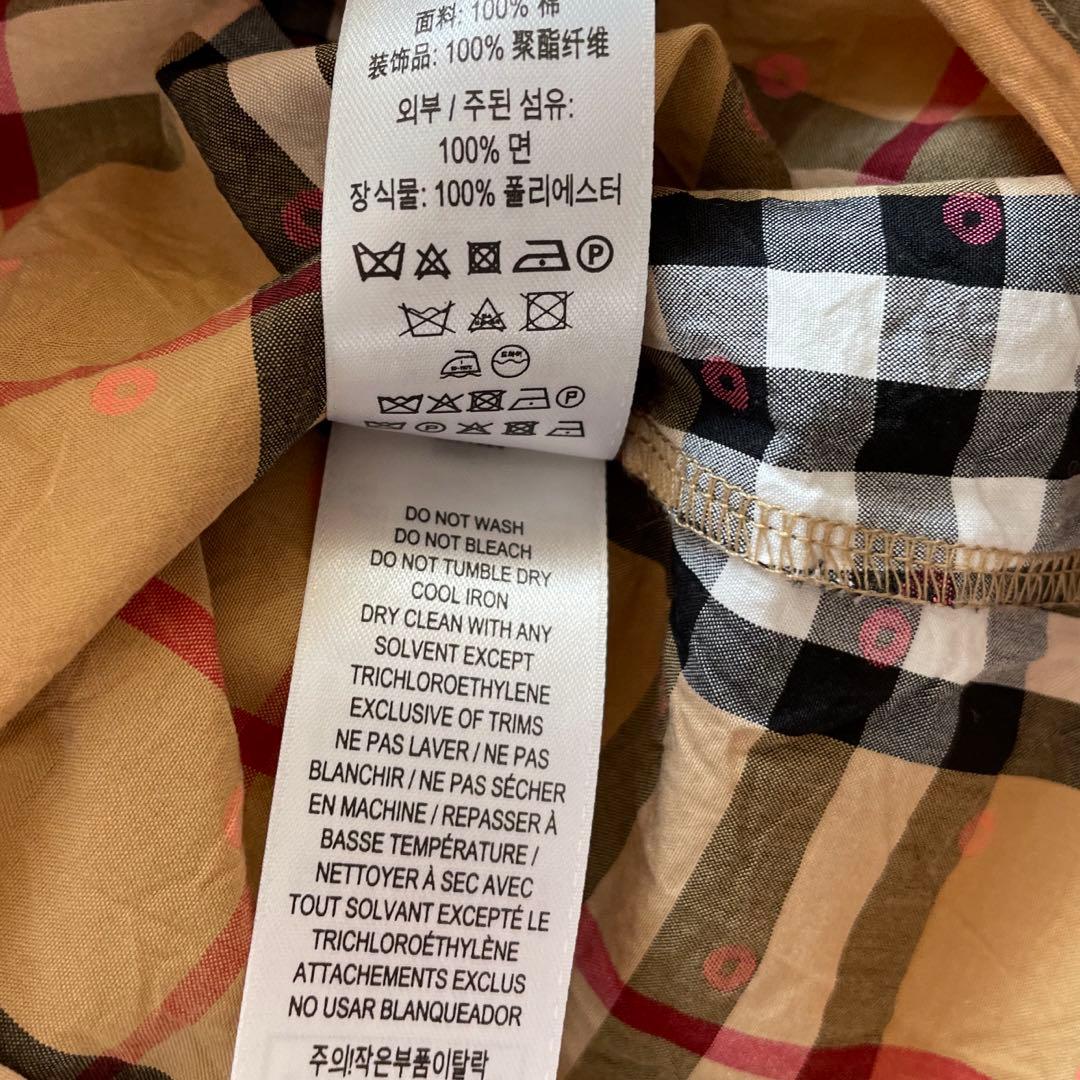 面料: 100% 棉
装饰品: 100% 聚酯纤维
외부 / 주된 섬유:
100% 면
장식물: 100% 폴리에스터
P
P
P
DO NOT WASH
DO NOT BLEACH
DO NOT TUMBLE DRY
COOL IRON
DRY CLEAN WITH ANY
SOLVENT EXCEPT
TRICHLOROETHYLENE
EXCLUSIVE OF TRIMS
NE PAS LAVER / NE PAS
BLANCHIR / NE PAS SÉCHER
EN MACHINE / REPASSER À
BASSE TEMPÉRATURE /
NETTOYER À SEC AVEC
TOUT SOLVANT EXCEPTÉ LE
TRICHLOROÉTHYLÈNE
ATTACHEMENTS EXCLUS
NO USAR BLANQUEADOR
주의!작은부품이탈락